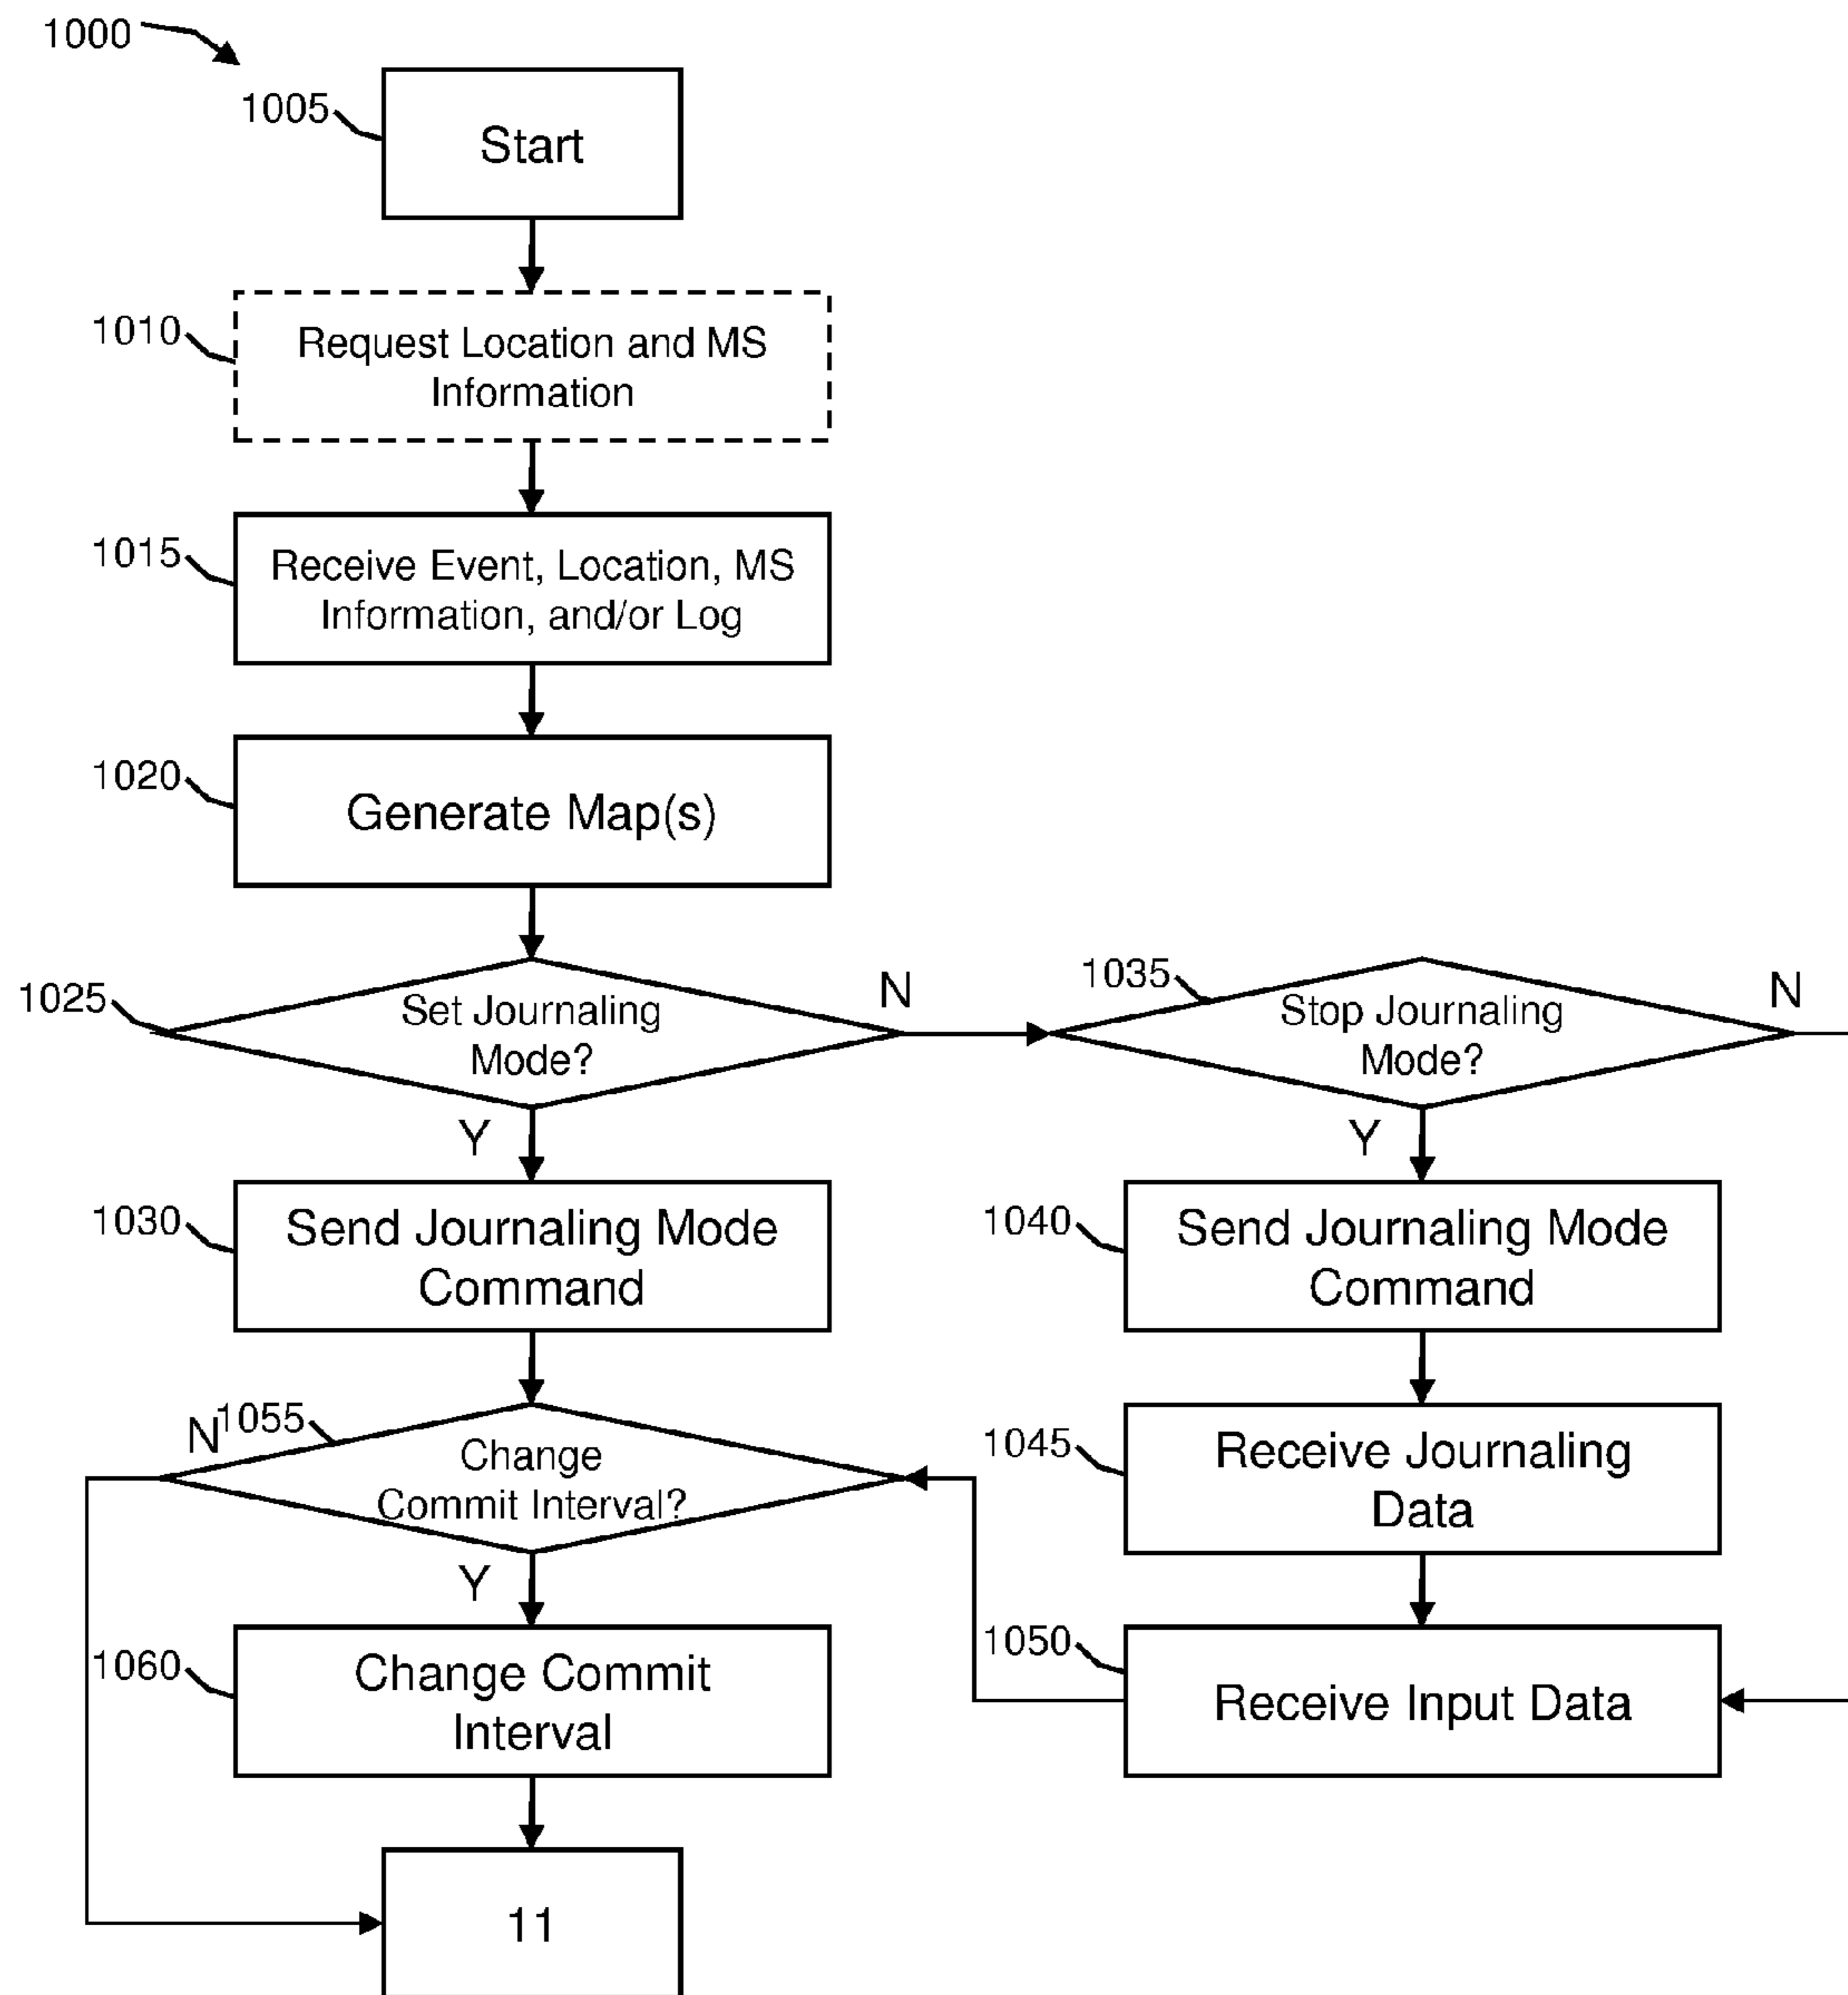 1000
1005
Start
1010
Request Location and MS
Information
1015
Receive Event, Location, MS
Information, and/or Log
1020
Generate Map(s)
1025
Set Journaling
Mode?
N
1035
Stop Journaling
Mode?
N
Y
Y
1030
Send Journaling Mode
Command
1040
Send Journaling Mode
Command
N
1055
Change
Commit Interval?
1045
Receive Journaling
Data
Y
1060
Change Commit
Interval
1050
Receive Input Data
11